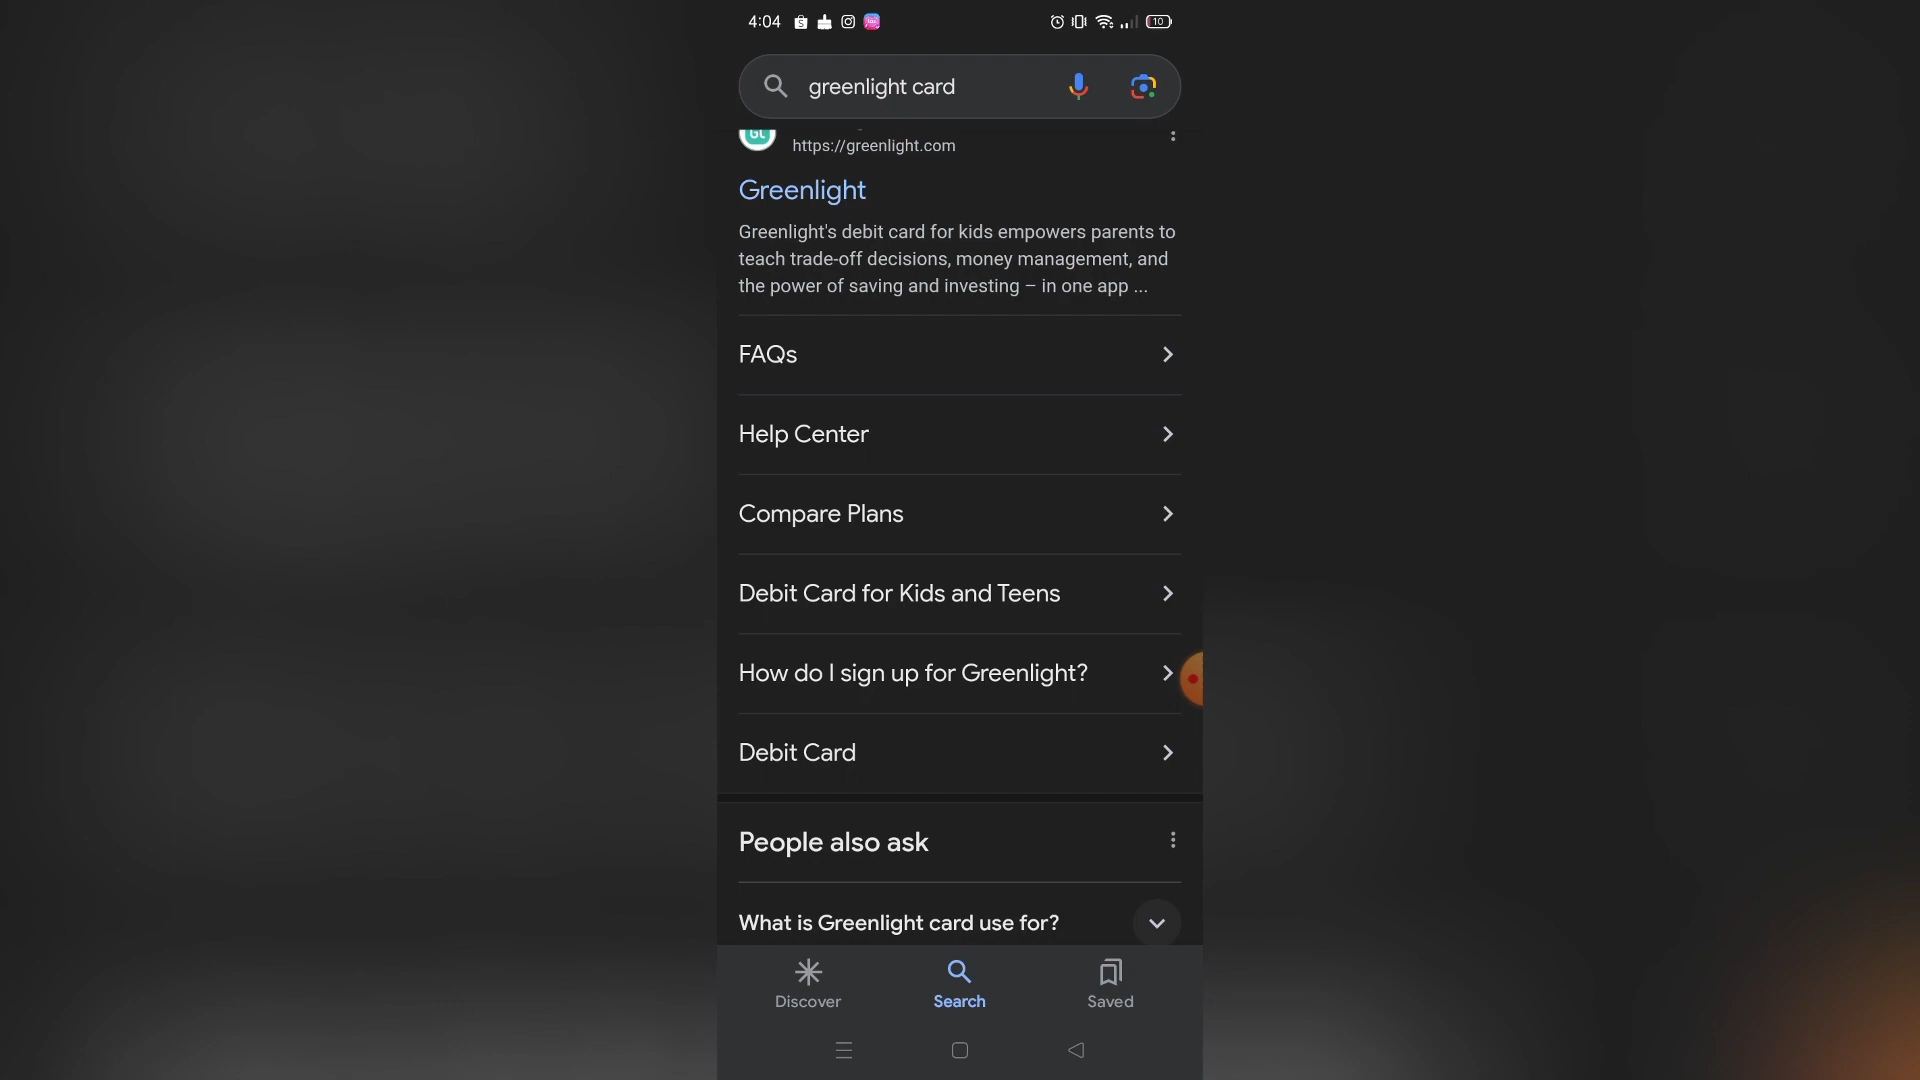 4:04
10
greenlight card
https://greenlight.com
Greenlight
Greenlight's debit card for kids empowers parents to
teach trade-off decisions, money management, and
the power of saving and investing – in one app ...
FAQs
Help Center
Compare Plans
Debit Card for Kids and Teens
How do I sign up for Greenlight?
Debit Card
People also ask
What is Greenlight card use for?
Discover
Search
Saved